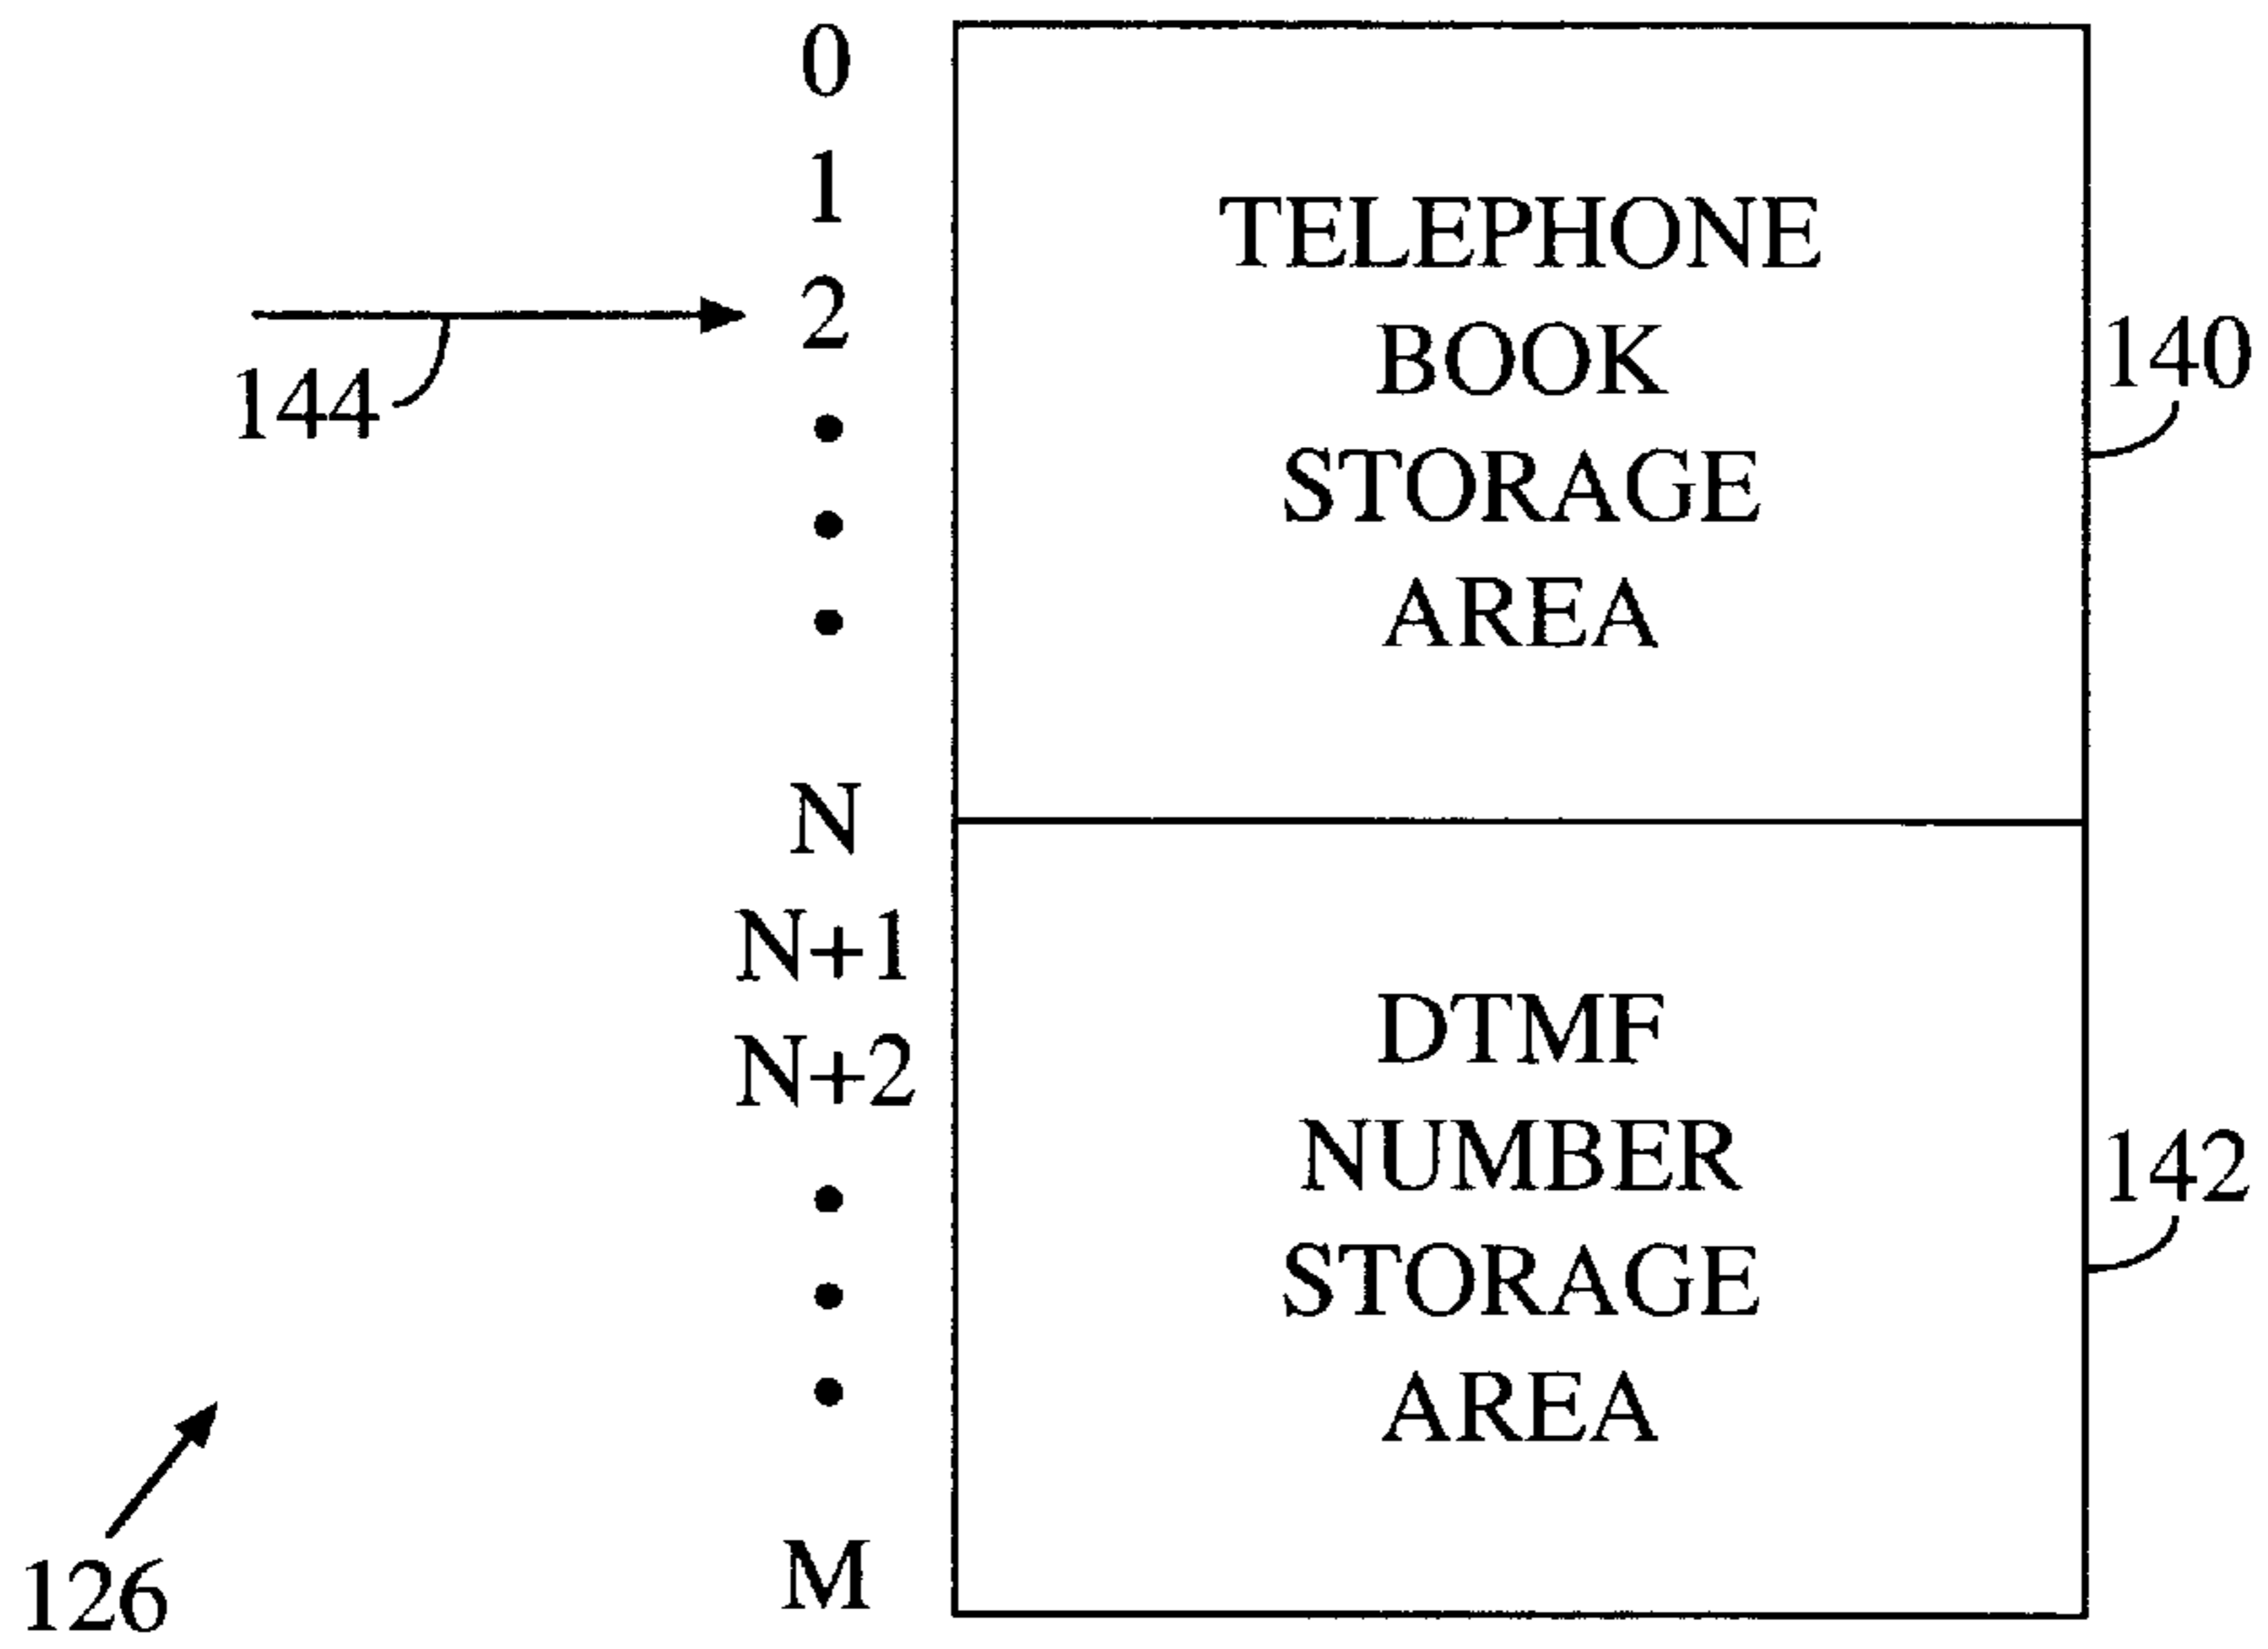 0
1
2
144
N
N+1
N+2
M
126
TELEPHONE
BOOK
STORAGE
AREA
140
DTMF
NUMBER
STORAGE
AREA
142